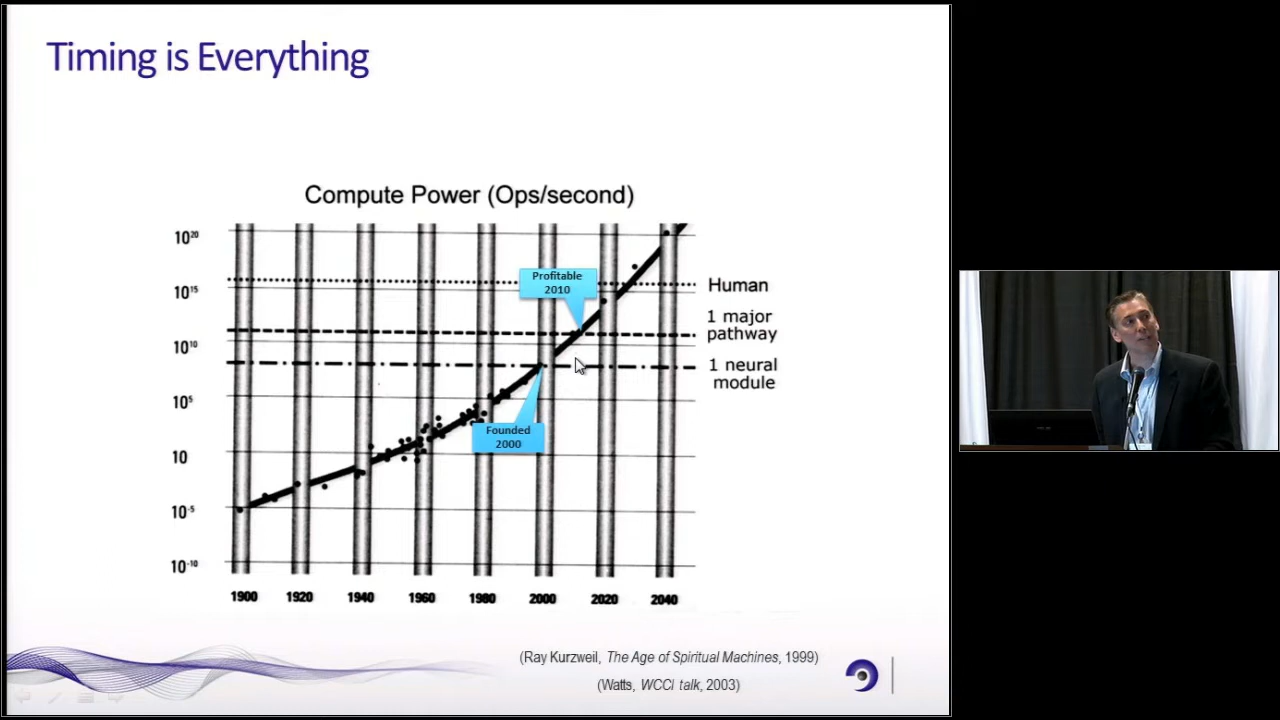 Timing is Everything
Compute Power (Ops/second)
10²⁰
10¹⁵
10¹⁰
10⁵
10
10⁻⁵
10⁻¹⁰
Profitable
2010
Founded
2000
Human
1 major
pathway
1 neural
module
1900 1920 1940 1960 1980 2000 2020 2040
(Ray Kurzweil, The Age of Spiritual Machines, 1999)
(Watts, WCCI talk, 2003)